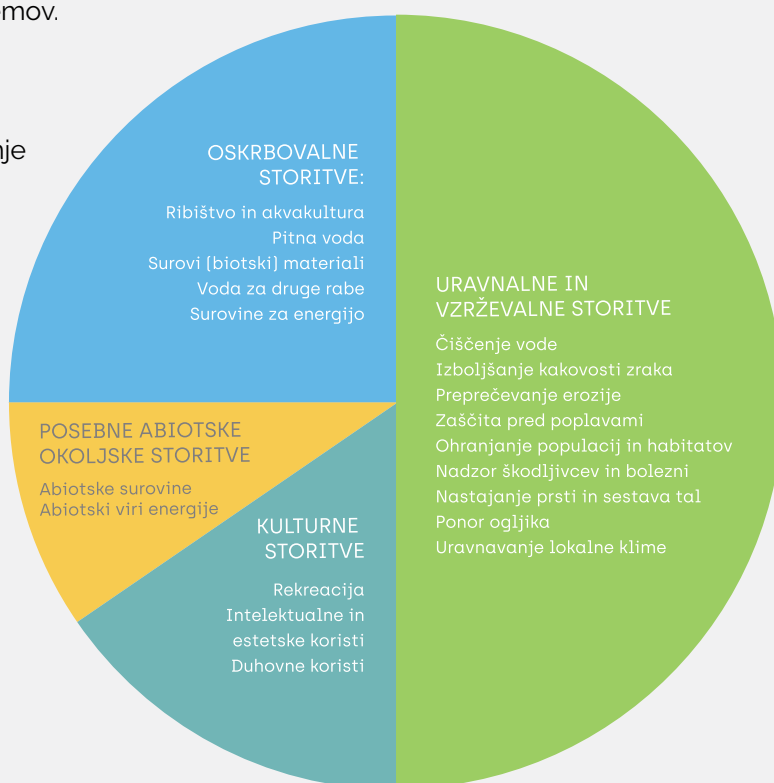 OSKRBOVALNE
STORITVE:
Ribištvo in akvakultura
Pitna voda
Surovi (biotski) materiali
Voda za druge rabe
Surovine za energijo
URAVNALNE IN
VZRŽEVALNE STORITVE
Čiščenje vode
Izboljšanje kakovosti zraka
Preprečevanje erozije
Zaščita pred poplavami
Ohranjanje populacij in habitatov
Nadzor škodljivcev in bolezni
Nastajanje prsti in sestava tal
Ponor ogljika
Uravnavanje lokalne klime
POSEBNE ABIOTSKE
OKOLJSKE STORITVE
Abiotske surovine
Abiotski viri energije
KULTURNE
STORITVE
Rekreacija
Intelektualne in
estetske koristi
Duhovne koristi